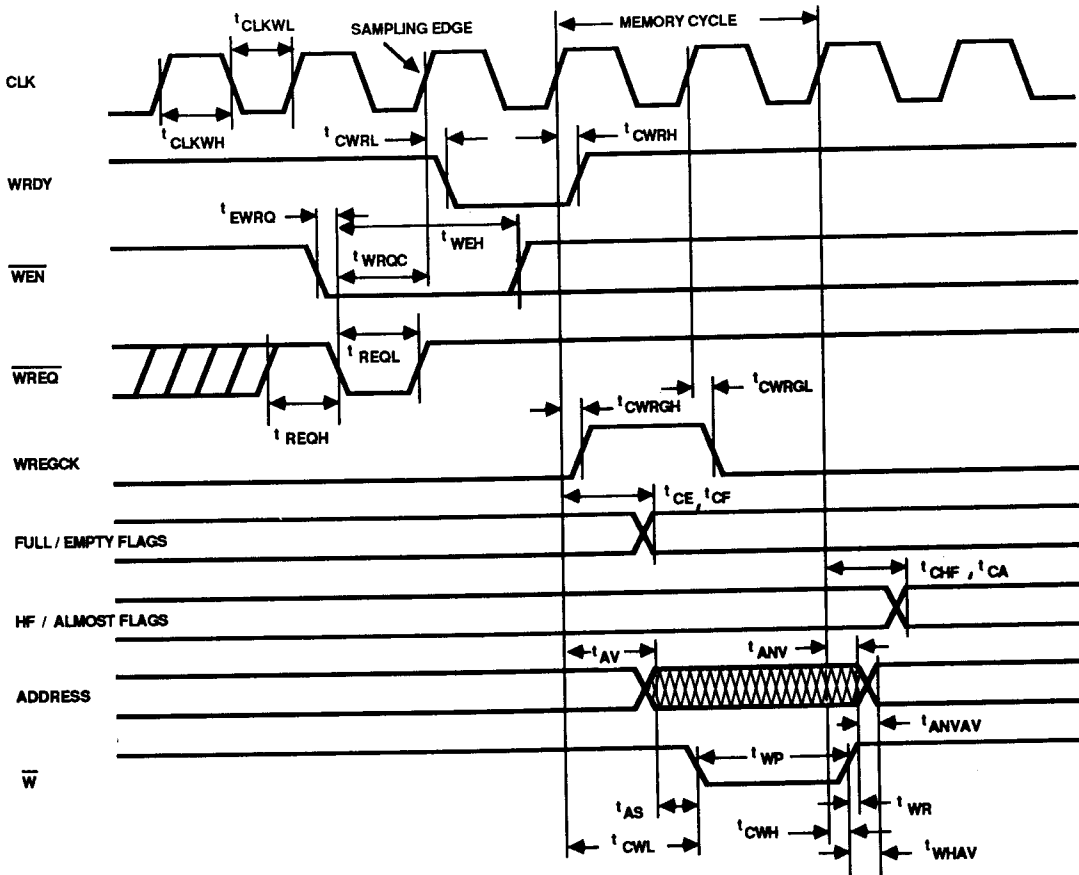 tCLKWL
SAMPLING EDGE
MEMORY CYCLE
CLK
tCLKWH
tCWRL
tCWRH
WRDY
tEWRQ
tWEH
WEN
tWRQC
tREQL
WREQ
tCWRGH
tCWRGL
tREQH
WREGCK
tCE, tCF
FULL / EMPTY FLAGS
tCHF , tCA
HF / ALMOST FLAGS
tAV
tANV
ADDRESS
tANVAV
tWP
W
tAS
tWR
tCWH
tCWL
tWHAV